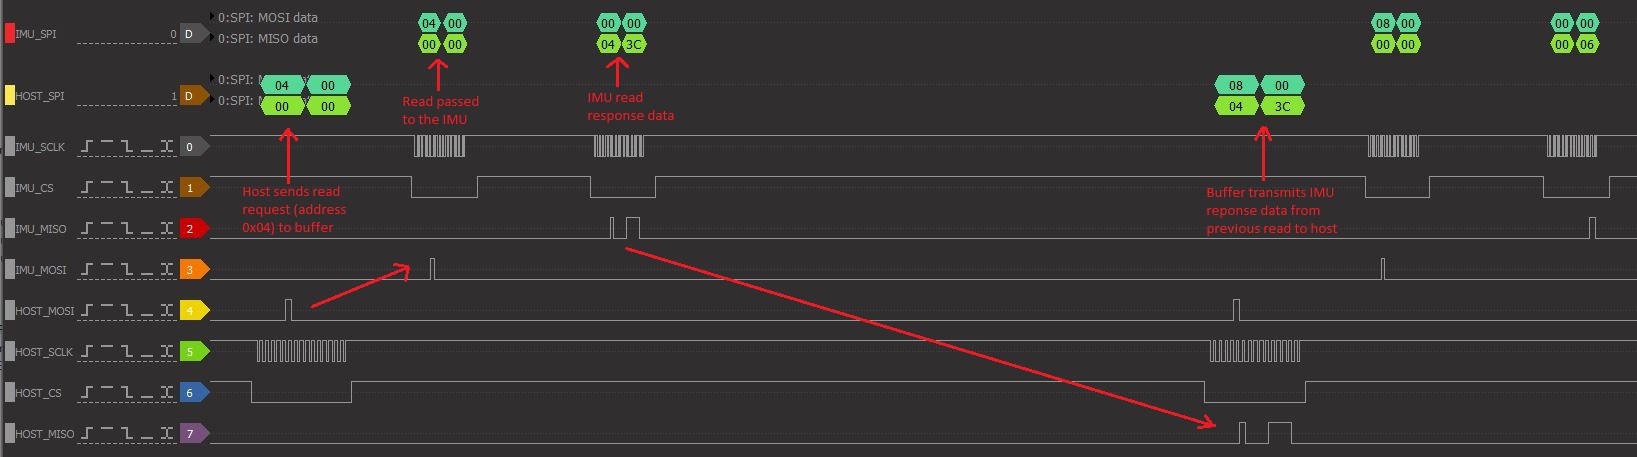 0:SPI: MOSI data
04 00
00 00
08 00
00 00
IMU_SPI
0 D
0:SPI: MISO data
00 00
04 3C
00 00
00 06
0:SPI: M
04 00
08 00
HOST_SPI
1 D
0:SPI: M
00 00
04 3C
Read passed
to the IMU
IMU read
response data
IMU_SCLK
0
IMU_CS
1
Host sends read
request (address
0x04) to buffer
Buffer transmits IMU
reponse data from
previous read to host
IMU_MISO
2
IMU_MOSI
3
HOST_MOSI
4
HOST_SCLK
5
HOST_CS
6
HOST_MISO
7